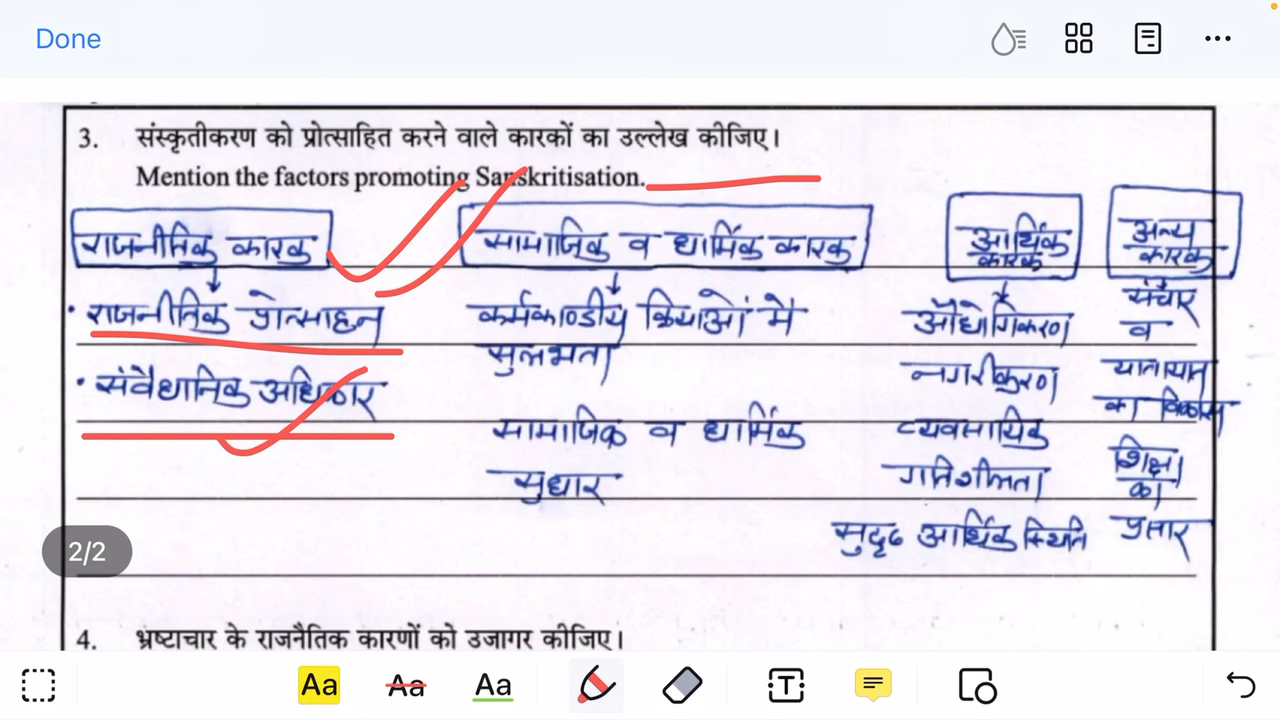 Done
3. संस्कृतीकरण को प्रोत्साहित करने वाले कारकों का उल्लेख कीजिए।
Mention the factors promoting Sanskritisation.
राजनीतिक कारक
• राजनीतिक प्रोत्साहन
• संवैधानिक अधिकार
सामाजिक व धार्मिक कारक
कर्मकाण्डीय क्रियाओं में
सुलभता
सामाजिक व धार्मिक
सुधार
आर्थिक
कारक
औद्योगिकरण
नगरीकरण
व्यवसायिक
गतिशीलता
सुदृढ आर्थिक स्थिति
अन्य
कारक
संचार
व
यातायात
का विकास
शिक्षा
का
प्रसार
2/2
4. भ्रष्टाचार के राजनैतिक कारणों को उजागर कीजिए।
Aa Aa Aa T